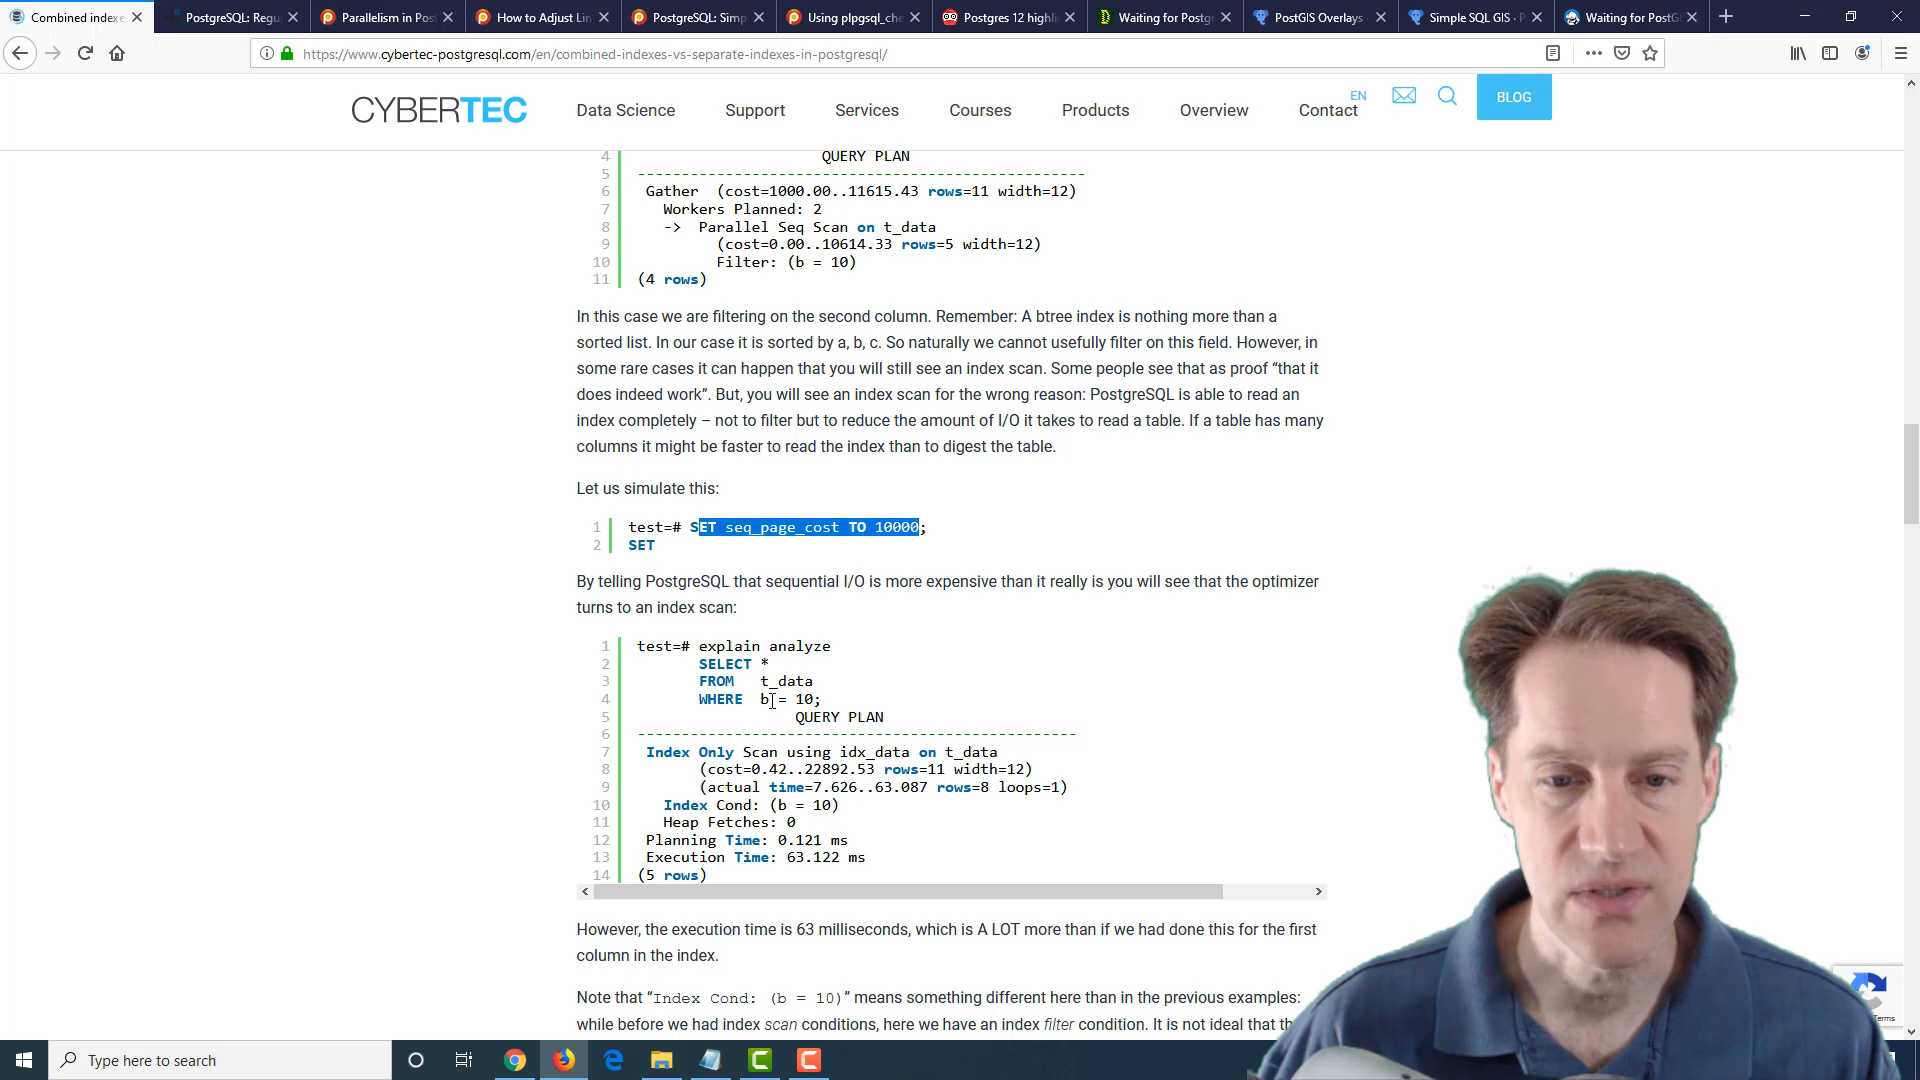 Combined indexe
PostgreSQL: Regu
Parallelism in Pos
How to Adjust Lin
PostgreSQL: Simp
Using plpgsql_che
Postgres 12 highli
Waiting for Postgr
PostGIS Overlays
Simple SQL GIS · P
Waiting for PostG
https://www.cybertec-postgresql.com/en/combined-indexes-vs-separate-indexes-in-postgresql/
CYBERTEC
Data Science
Support
Services
Courses
Products
Overview
Contact
EN
BLOG
4 QUERY PLAN
5 ---------------------------------------------------
6 Gather (cost=1000.00..11615.43 rows=11 width=12)
7 Workers Planned: 2
8 -> Parallel Seq Scan on t_data
9 (cost=0.00..10614.33 rows=5 width=12)
10 Filter: (b = 10)
11 (4 rows)
In this case we are filtering on the second column. Remember: A btree index is nothing more than a
sorted list. In our case it is sorted by a, b, c. So naturally we cannot usefully filter on this field. However, in
some rare cases it can happen that you will still see an index scan. Some people see that as proof “that it
does indeed work”. But, you will see an index scan for the wrong reason: PostgreSQL is able to read an
index completely – not to filter but to reduce the amount of I/O it takes to read a table. If a table has many
columns it might be faster to read the index than to digest the table.
Let us simulate this:
1 test=# SET seq_page_cost TO 10000;
2 SET
By telling PostgreSQL that sequential I/O is more expensive than it really is you will see that the optimizer
turns to an index scan:
1 test=# explain analyze
2 SELECT *
3 FROM t_data
4 WHERE b = 10;
5 QUERY PLAN
6 --------------------------------------------------
7 Index Only Scan using idx_data on t_data
8 (cost=0.42..22892.53 rows=11 width=12)
9 (actual time=7.626..63.087 rows=8 loops=1)
10 Index Cond: (b = 10)
11 Heap Fetches: 0
12 Planning Time: 0.121 ms
13 Execution Time: 63.122 ms
14 (5 rows)
However, the execution time is 63 milliseconds, which is A LOT more than if we had done this for the first
column in the index.
Note that “Index Cond: (b = 10)” means something different here than in the previous examples:
while before we had index scan conditions, here we have an index filter condition. It is not ideal that
Terms
Type here to search